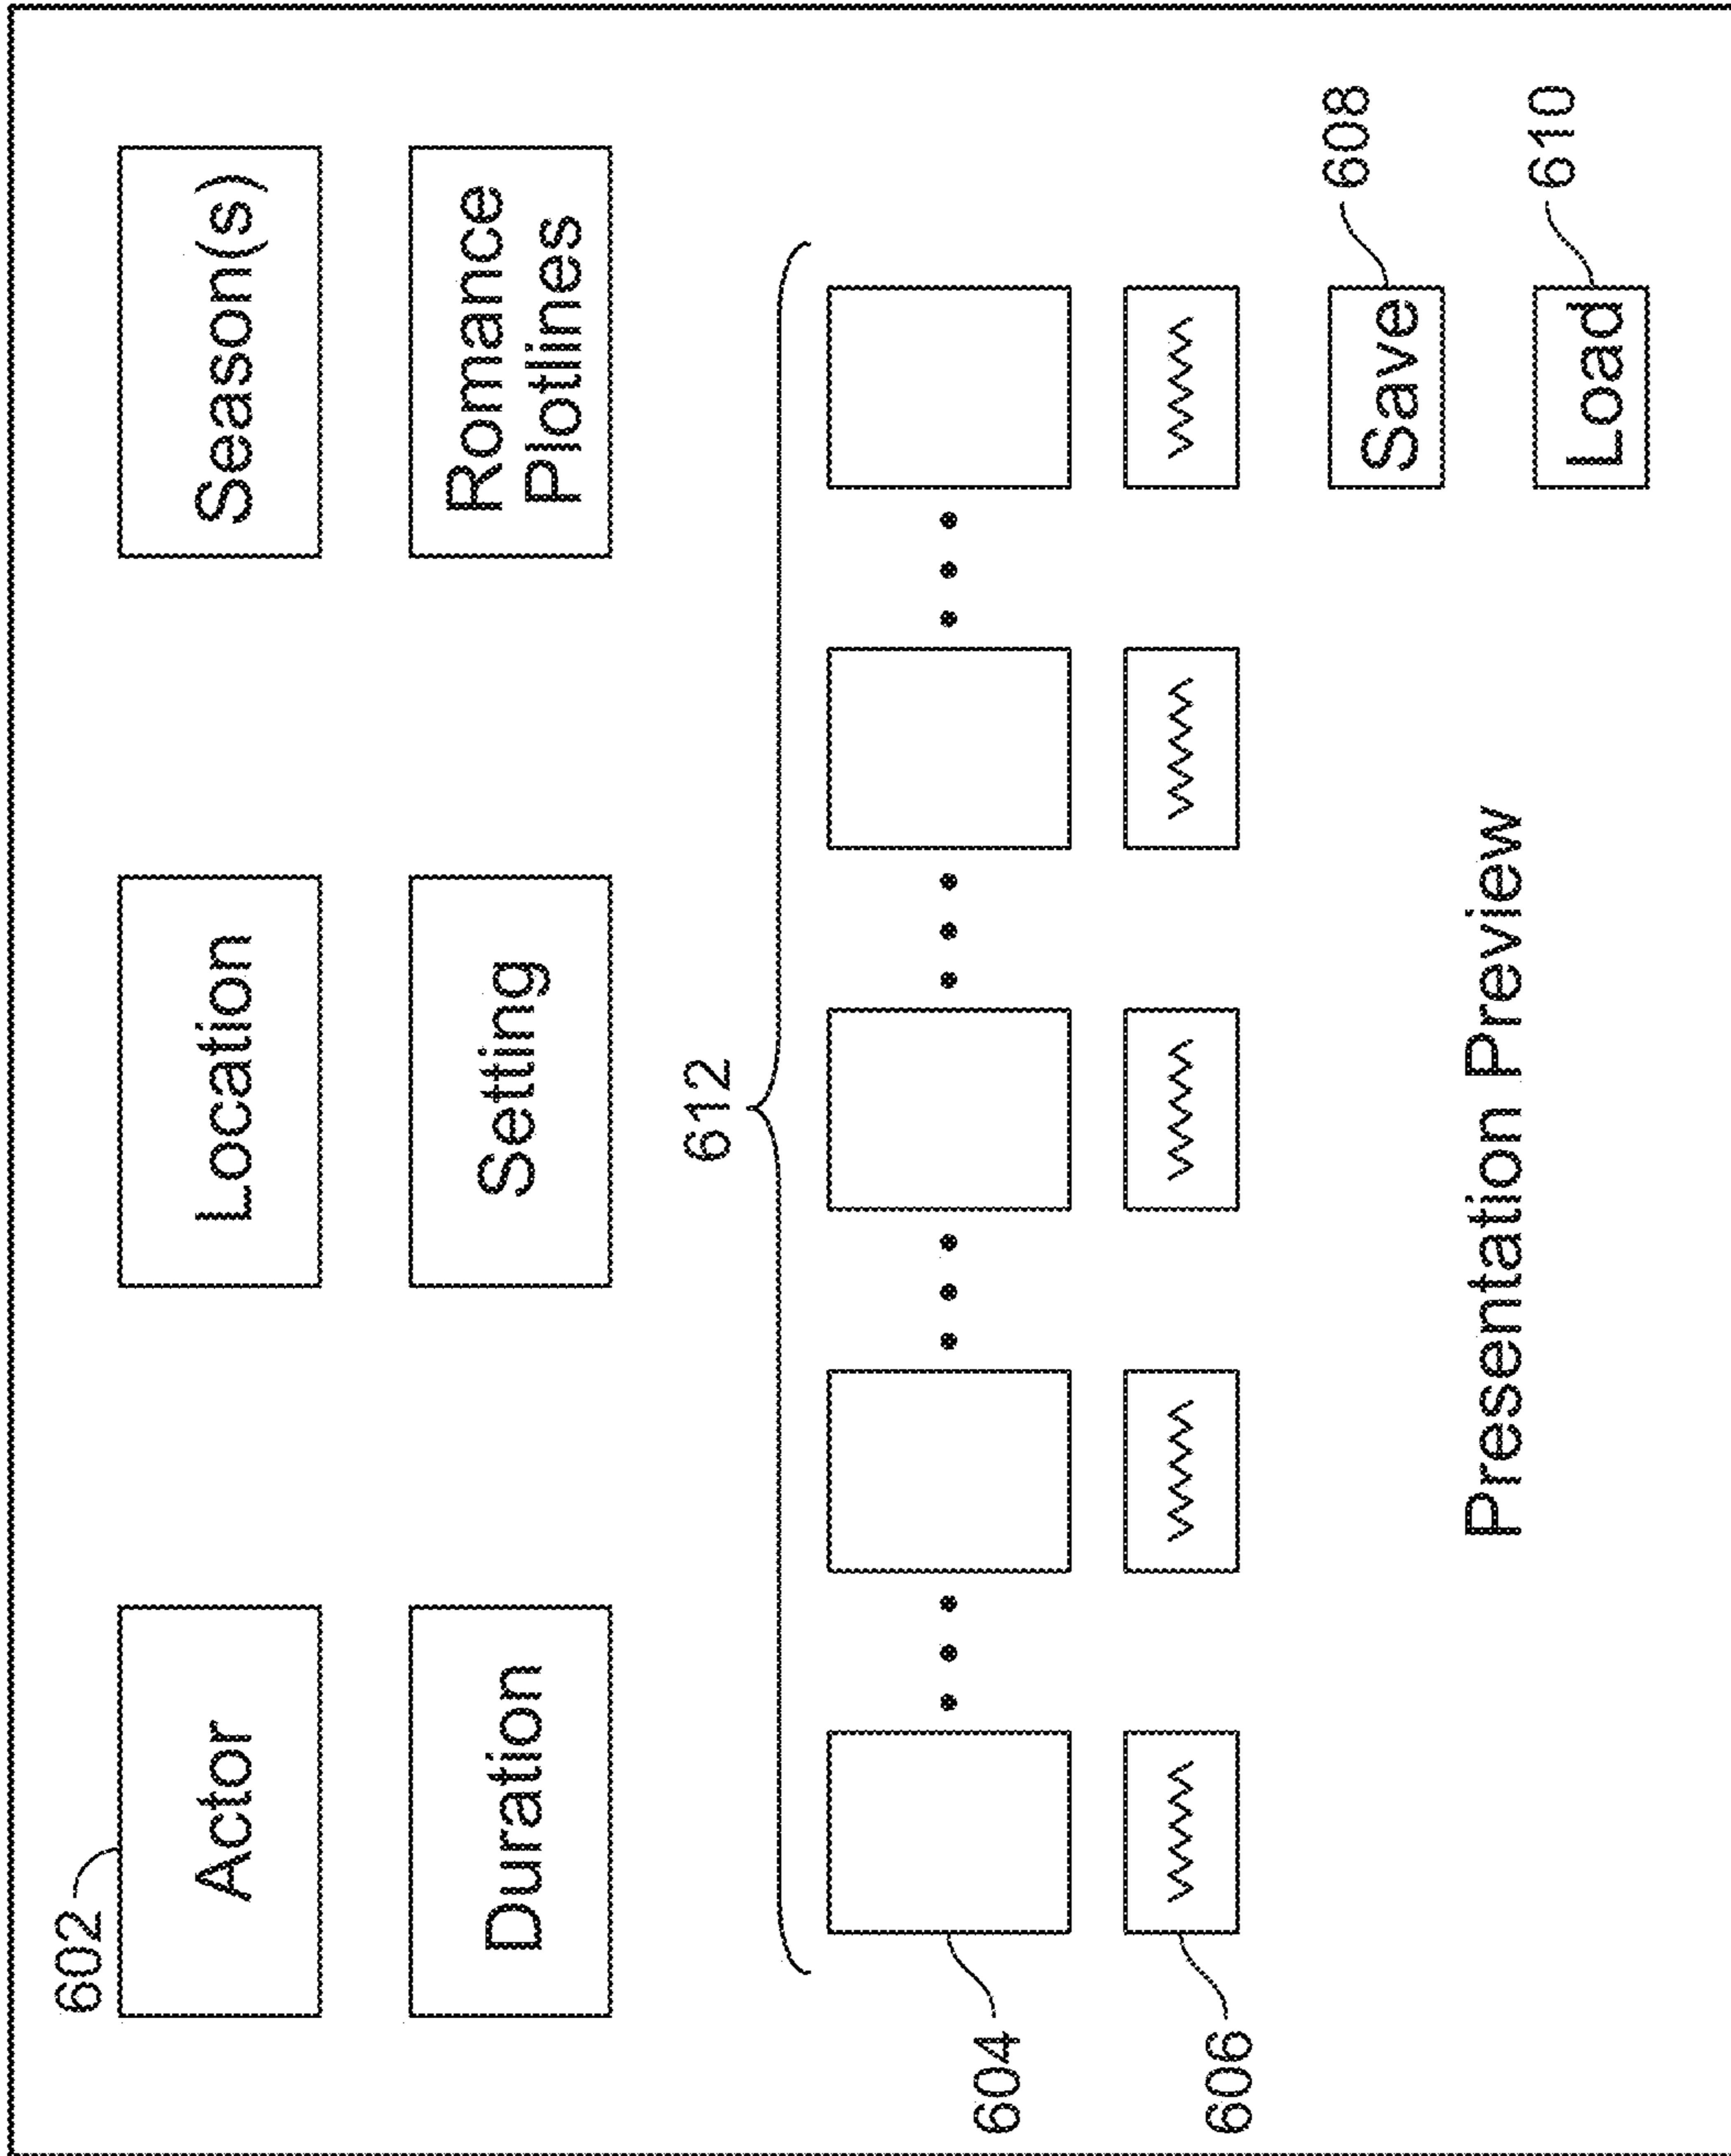 602
Actor
Location
Season(s)
Duration
Setting
Romance
Plotlines
612
604
606
Save
608
Presentation Preview
Load
610